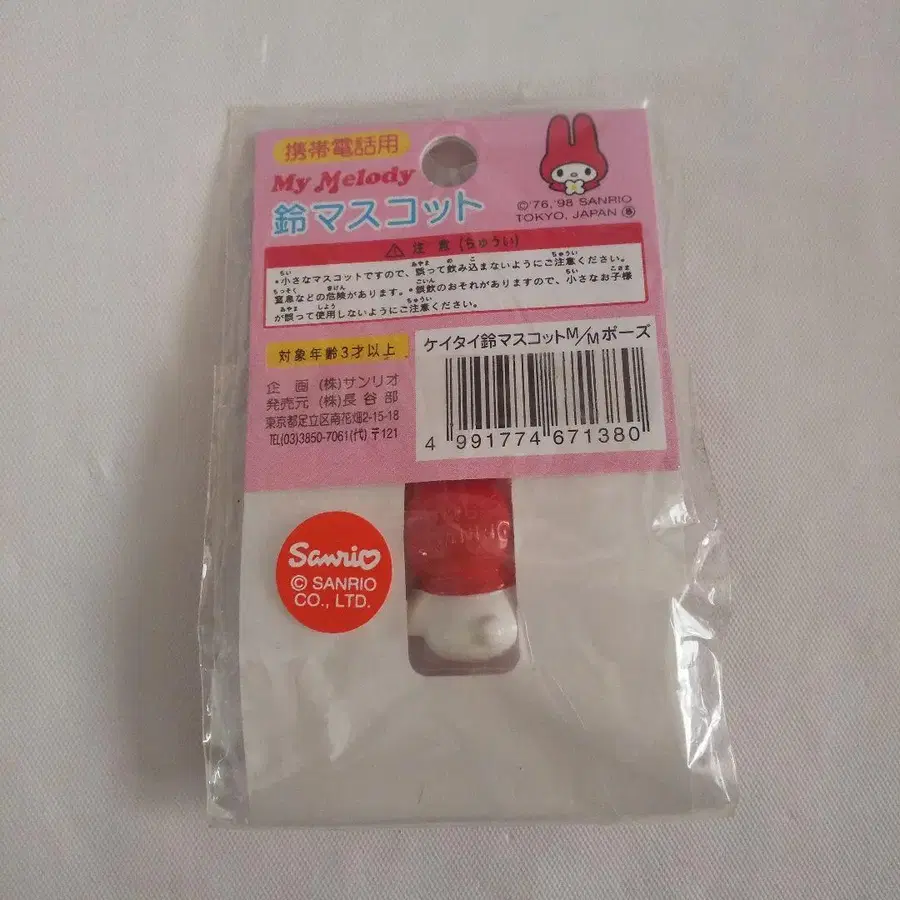 携帯電話用
My Melody
鈴マスコット
©'76,'98 SANRIO
TOKYO, JAPAN
⚠ 注意(ちゅうい)
•小さなマスコットですので、誤って飲み込まないようにご注意ください。
窒息などの危険があります。•誤飲のおそれがありますので、小さなお子様
が誤って使用しないようにご注意ください。
対象年齢3才以上
企画 (株)サンリオ
発売元 (株)長谷部
東京都足立区南花畑2-15-18
TEL(03)3850-7061(代) 〒121
ケイタイ鈴マスコットM/Mポーズ
4 991774 671380
Sanrio
© SANRIO
CO., LTD.